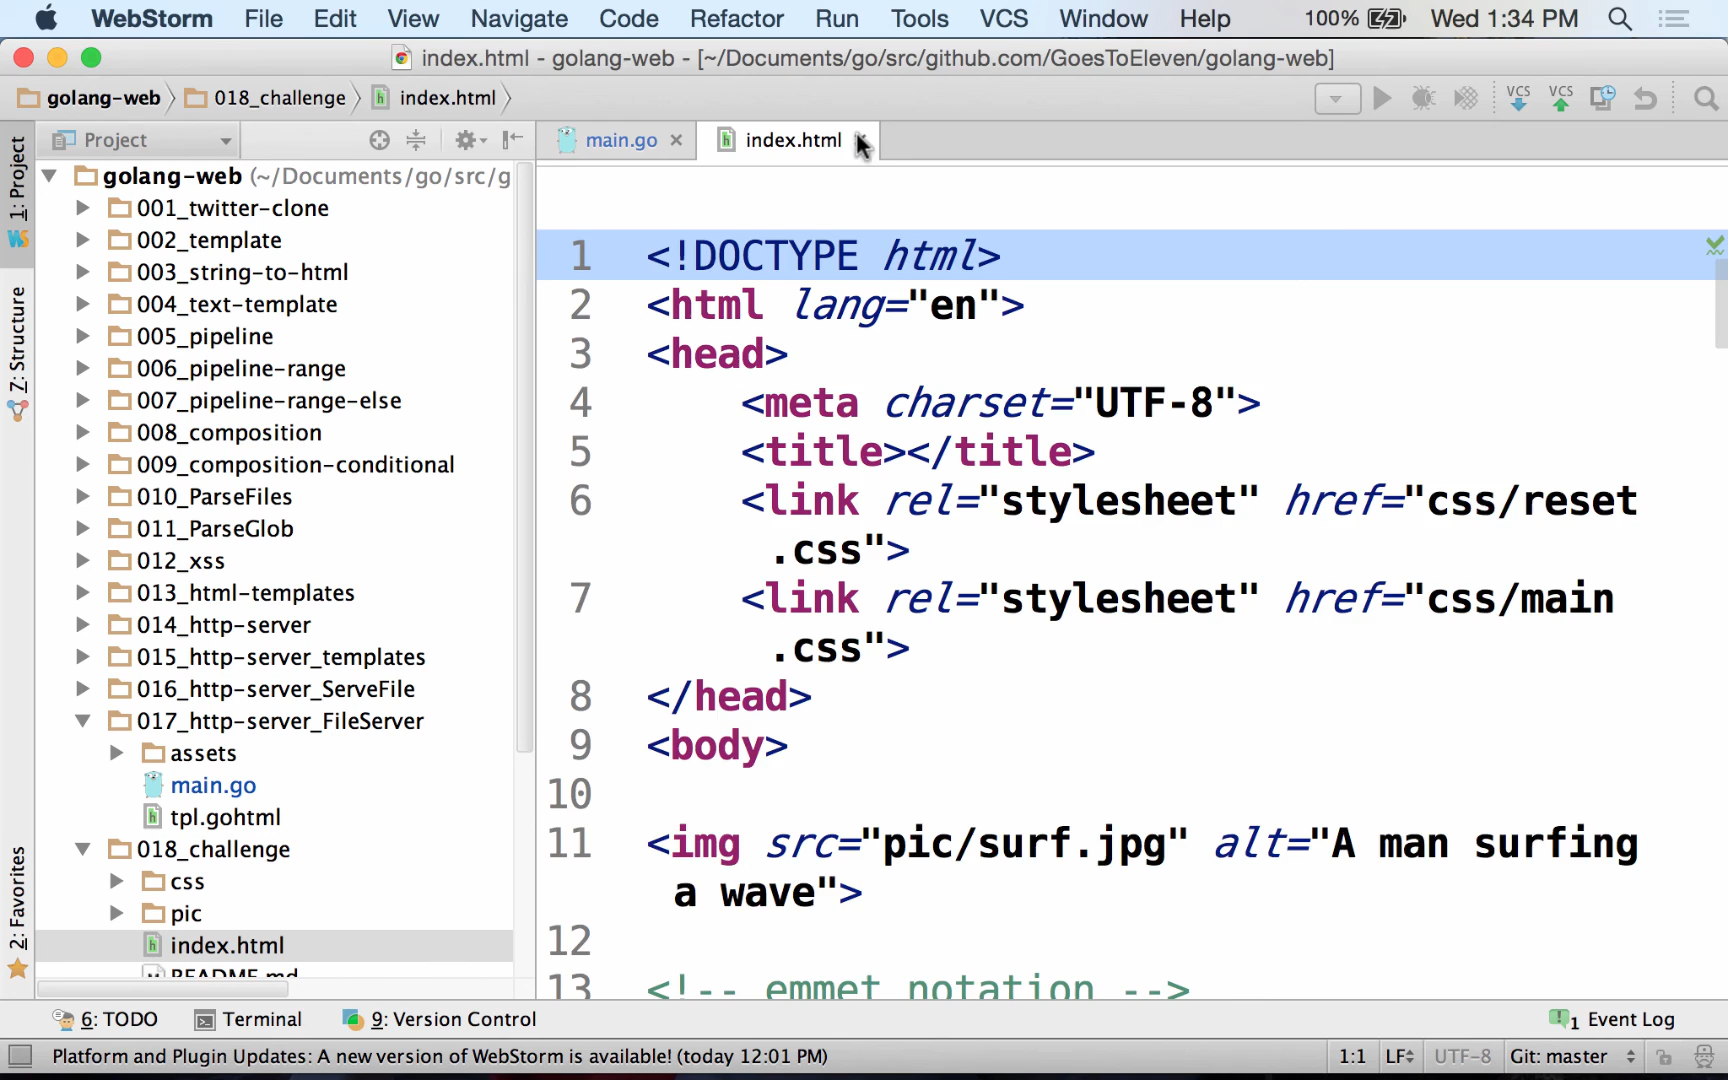 WebStorm File Edit View Navigate Code Refactor Run Tools VCS Window Help 100% Wed 1:34 PM
index.html - golang-web - [~/Documents/go/src/github.com/GoesToEleven/golang-web]
golang-web 018_challenge index.html VCS VCS
Project
main.go
index.html
1: Project
7: Structure
2: Favorites
golang-web (~/Documents/go/src/g
001_twitter-clone
002_template
003_string-to-html
004_text-template
005_pipeline
006_pipeline-range
007_pipeline-range-else
008_composition
009_composition-conditional
010_ParseFiles
011_ParseGlob
012_xss
013_html-templates
014_http-server
015_http-server_templates
016_http-server_ServeFile
017_http-server_FileServer
assets
main.go
tpl.gohtml
018_challenge
css
pic
index.html
README.md
1 <!DOCTYPE html>
2 <html lang="en">
3 <head>
4 <meta charset="UTF-8">
5 <title></title>
6 <link rel="stylesheet" href="css/reset
.css">
7 <link rel="stylesheet" href="css/main
.css">
8 </head>
9 <body>
10
11 <img src="pic/surf.jpg" alt="A man surfing
a wave">
12
13 <!-- emmet notation -->
6: TODO Terminal 9: Version Control 1 Event Log
Platform and Plugin Updates: A new version of WebStorm is available! (today 12:01 PM) 1:1 LF UTF-8 Git: master